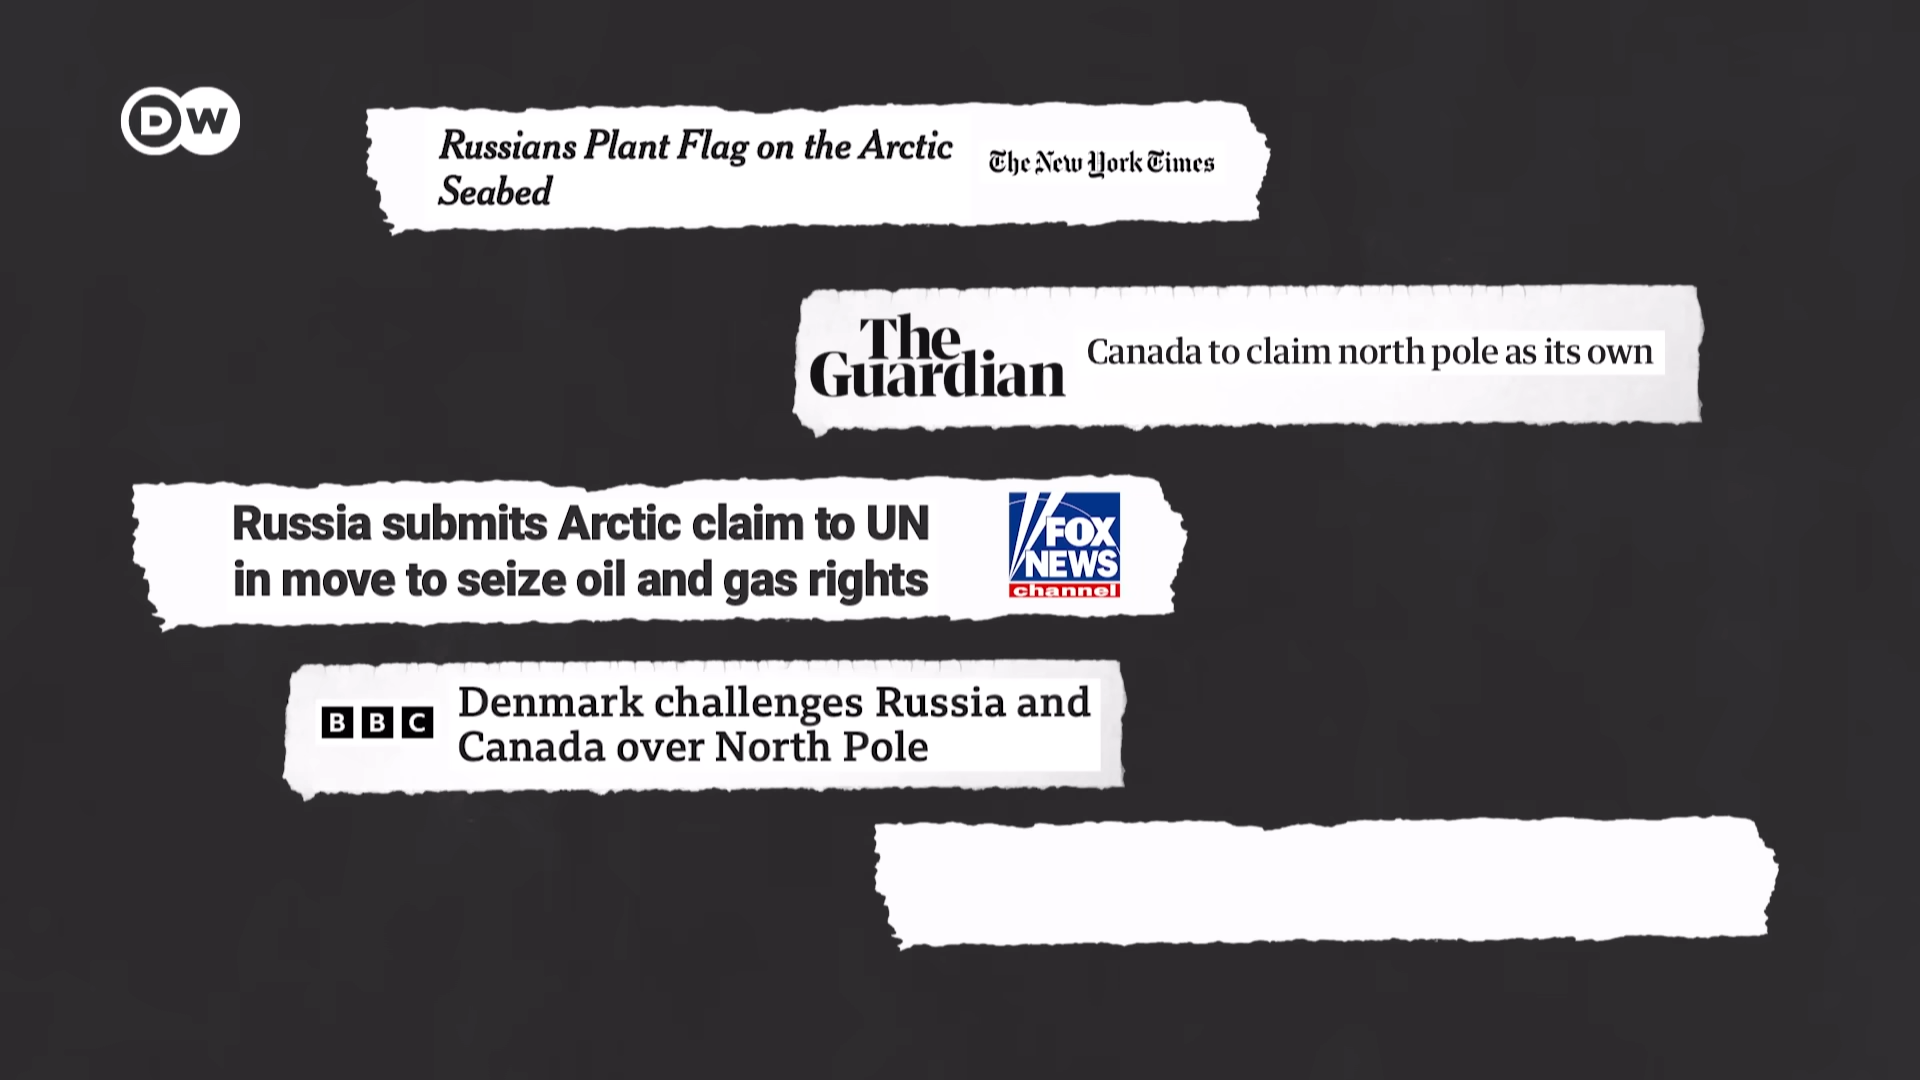 DW
Russians Plant Flag on the Arctic
Seabed
The New York Times
The
Guardian
Canada to claim north pole as its own
Russia submits Arctic claim to UN
in move to seize oil and gas rights
FOX
NEWS
channel
BBC
Denmark challenges Russia and
Canada over North Pole